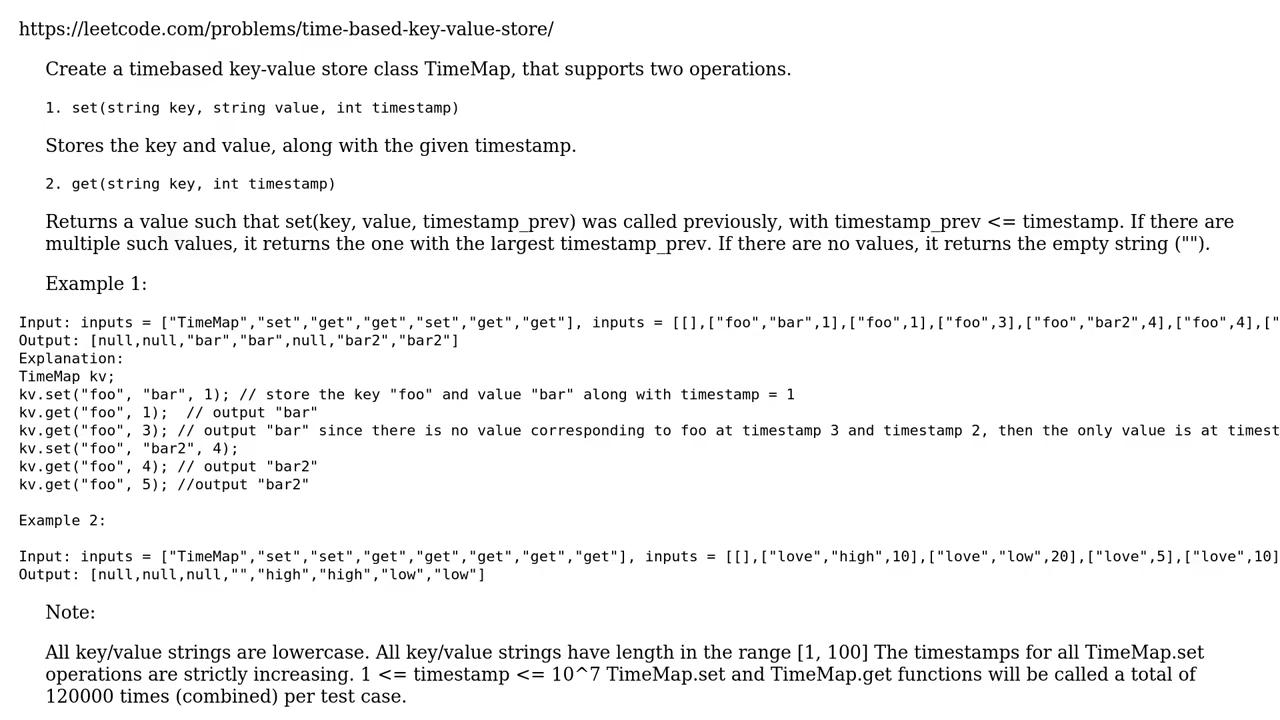 https://leetcode.com/problems/time-based-key-value-store/
Create a timebased key-value store class TimeMap, that supports two operations.
1. set(string key, string value, int timestamp)
Stores the key and value, along with the given timestamp.
2. get(string key, int timestamp)
Returns a value such that set(key, value, timestamp_prev) was called previously, with timestamp_prev <= timestamp. If there are
multiple such values, it returns the one with the largest timestamp_prev. If there are no values, it returns the empty string ("").
Example 1:
Input: inputs = ["TimeMap","set","get","get","set","get","get"], inputs = [[],["foo","bar",1],["foo",1],["foo",3],["foo","bar2",4],["foo",4],["
Output: [null,null,"bar","bar",null,"bar2","bar2"]
Explanation:
TimeMap kv;
kv.set("foo", "bar", 1); // store the key "foo" and value "bar" along with timestamp = 1
kv.get("foo", 1);  // output "bar"
kv.get("foo", 3); // output "bar" since there is no value corresponding to foo at timestamp 3 and timestamp 2, then the only value is at timest
kv.set("foo", "bar2", 4);
kv.get("foo", 4); // output "bar2"
kv.get("foo", 5); //output "bar2"
Example 2:
Input: inputs = ["TimeMap","set","set","get","get","get","get","get"], inputs = [[],["love","high",10],["love","low",20],["love",5],["love",10]
Output: [null,null,null,"","high","high","low","low"]
Note:
All key/value strings are lowercase. All key/value strings have length in the range [1, 100] The timestamps for all TimeMap.set
operations are strictly increasing. 1 <= timestamp <= 10^7 TimeMap.set and TimeMap.get functions will be called a total of
120000 times (combined) per test case.